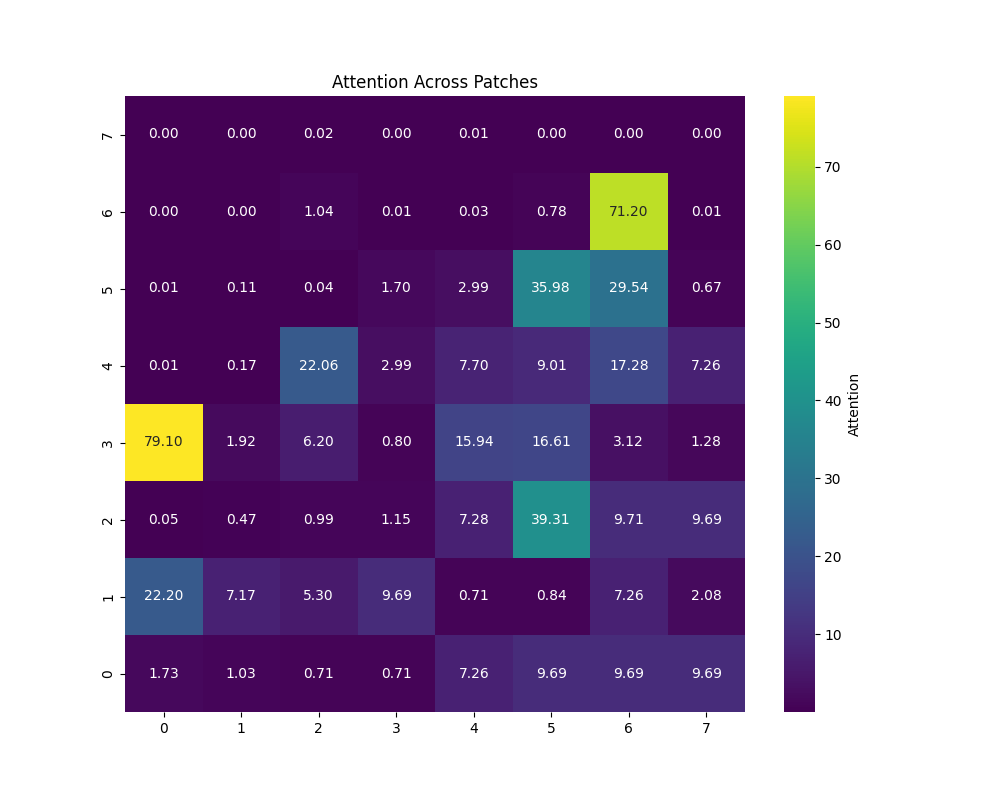 Attention Across Patches
7 0.00 0.00 0.02 0.00 0.01 0.00 0.00 0.00
6 0.00 0.00 1.04 0.01 0.03 0.78 71.20 0.01
5 0.01 0.11 0.04 1.70 2.99 35.98 29.54 0.67
4 0.01 0.17 22.06 2.99 7.70 9.01 17.28 7.26
3 79.10 1.92 6.20 0.80 15.94 16.61 3.12 1.28
2 0.05 0.47 0.99 1.15 7.28 39.31 9.71 9.69
1 22.20 7.17 5.30 9.69 0.71 0.84 7.26 2.08
0 1.73 1.03 0.71 0.71 7.26 9.69 9.69 9.69
0 1 2 3 4 5 6 7
70
60
50
40
30
20
10
Attention